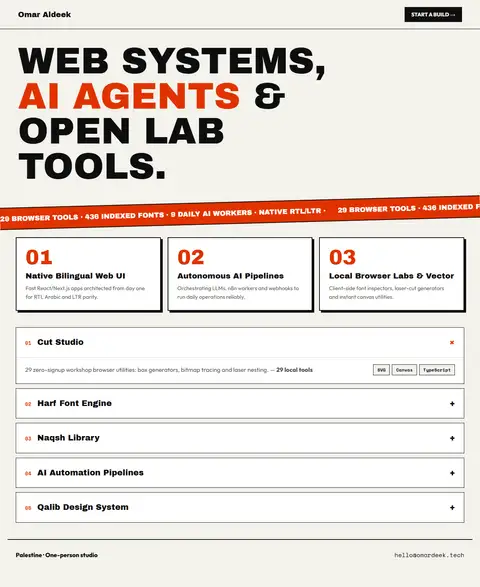 Omar Aldeek
START A BUILD →
WEB SYSTEMS,
AI AGENTS &
OPEN LAB
TOOLS.
29 BROWSER TOOLS · 436 INDEXED FONTS · 9 DAILY AI WORKERS · NATIVE RTL/LTR · 29 BROWSER TOOLS · 436 INDEXED F
01
Native Bilingual Web UI
Fast React/Next.js apps architected from day one
for RTL Arabic and LTR parity.
02
Autonomous AI Pipelines
Orchestrating LLMs, n8n workers and webhooks to
run daily operations reliably.
03
Local Browser Labs & Vector
Client-side font inspectors, laser-cut generators
and instant canvas utilities.
01 Cut Studio ×
29 zero-signup workshop browser utilities: box generators, bitmap tracing and laser nesting. — 29 local tools
SVG Canvas TypeScript
02 Harf Font Engine +
03 Naqsh Library +
04 AI Automation Pipelines +
05 Qalib Design System +
Palestine · One-person studio
hello@omardeek.tech